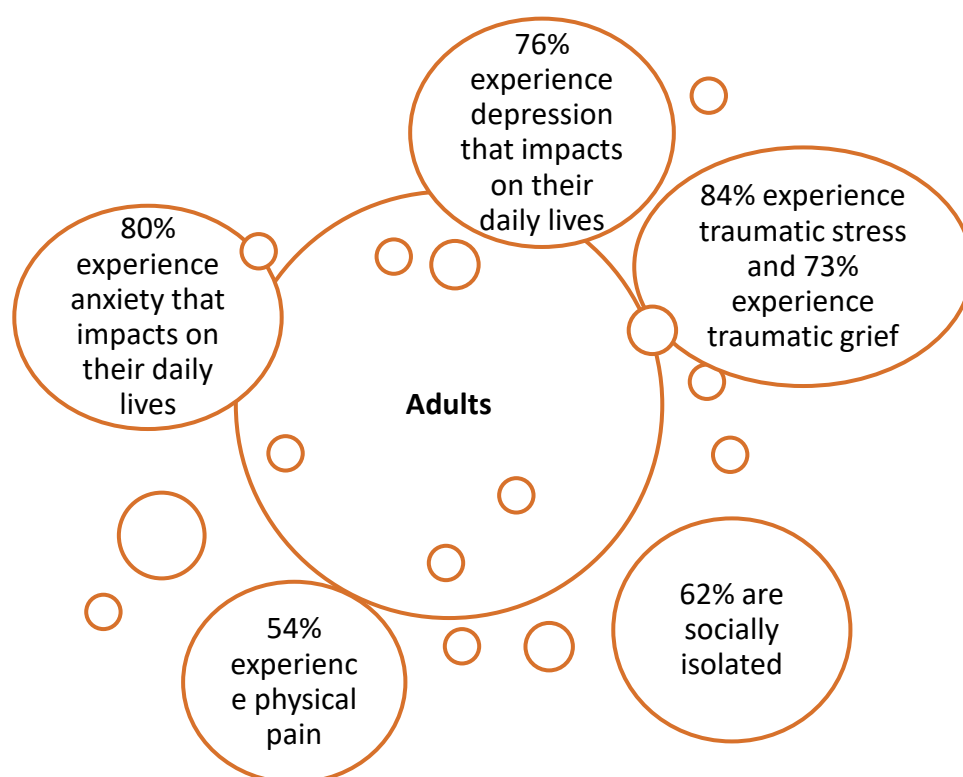 76%
experience
depression
that impacts
on their
daily lives
84% experience
traumatic stress
and 73%
experience
traumatic grief
80%
experience
anxiety that
impacts on
their daily
lives
Adults
62% are
socially
isolated
54%
experienc
e physical
pain